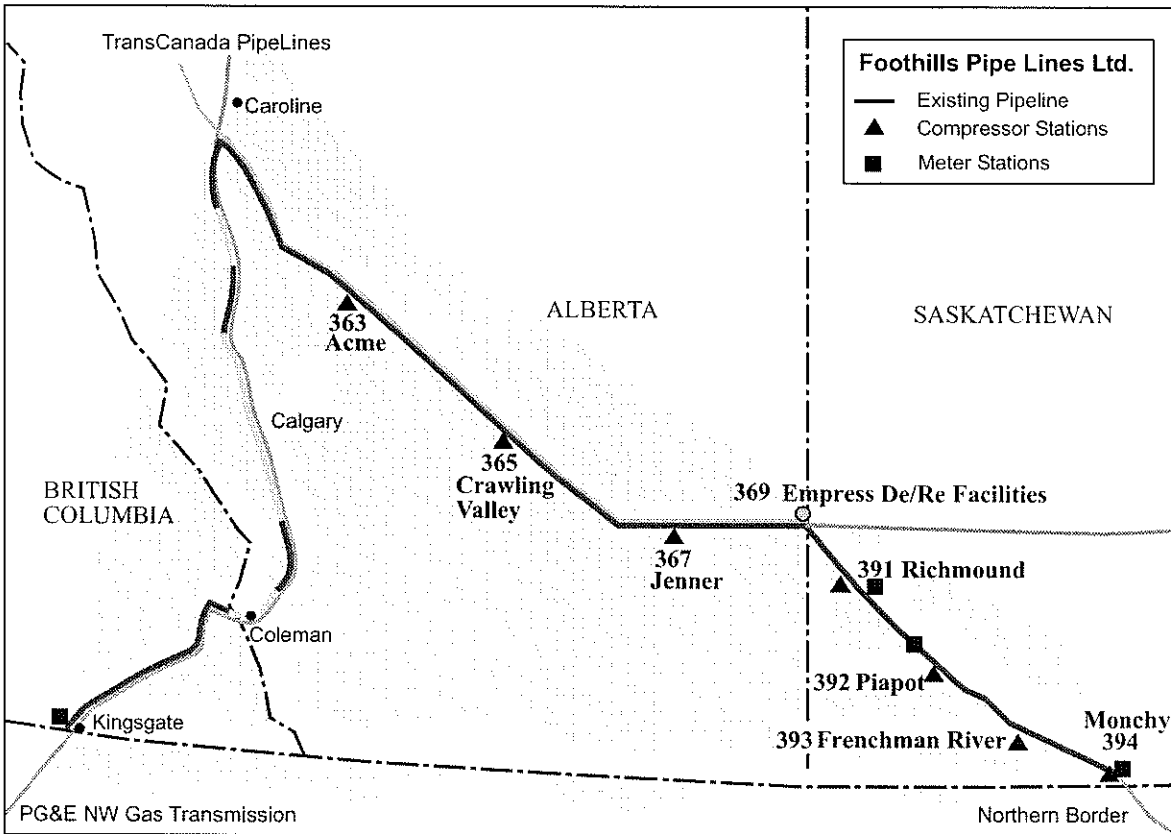 TransCanada PipeLines
Caroline
Foothills Pipe Lines Ltd.
Existing Pipeline
Compressor Stations
Meter Stations
ALBERTA
SASKATCHEWAN
363
Acme
Calgary
365
Crawling
Valley
BRITISH
COLUMBIA
369 Empress De/Re Facilities
367
Jenner
391 Richmound
Coleman
392 Piapot
Kingsgate
393 Frenchman River
Monchy
394
PG&E NW Gas Transmission
Northern Border